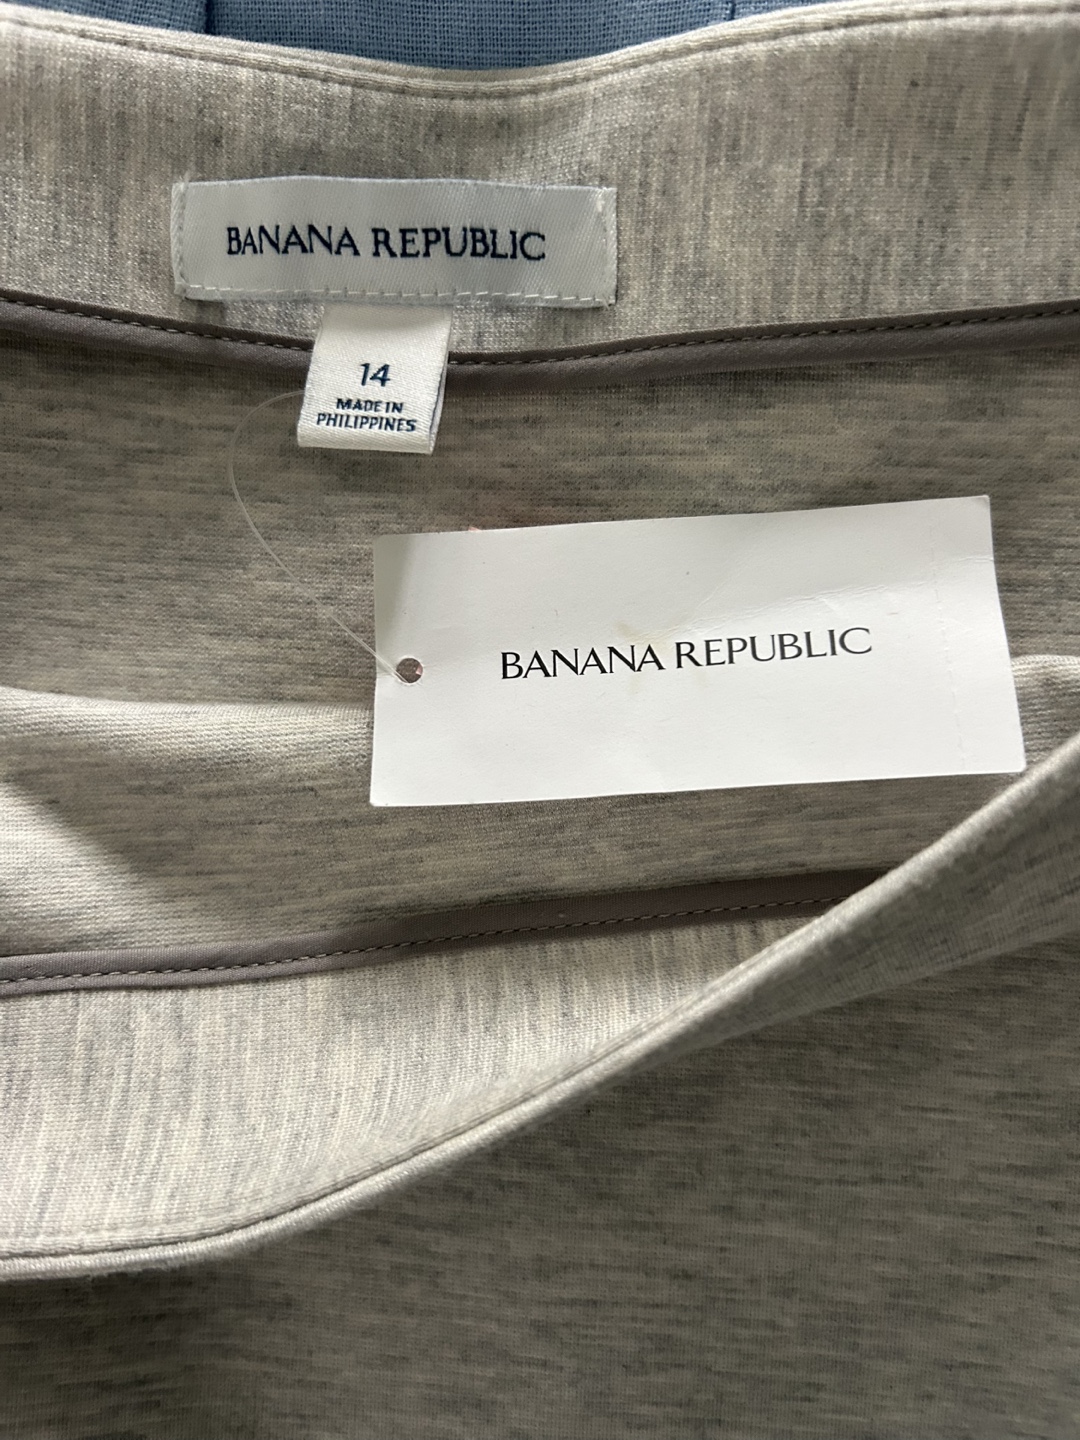 BANANA REPUBLIC
14
MADE IN
PHILIPPINES
BANANA REPUBLIC